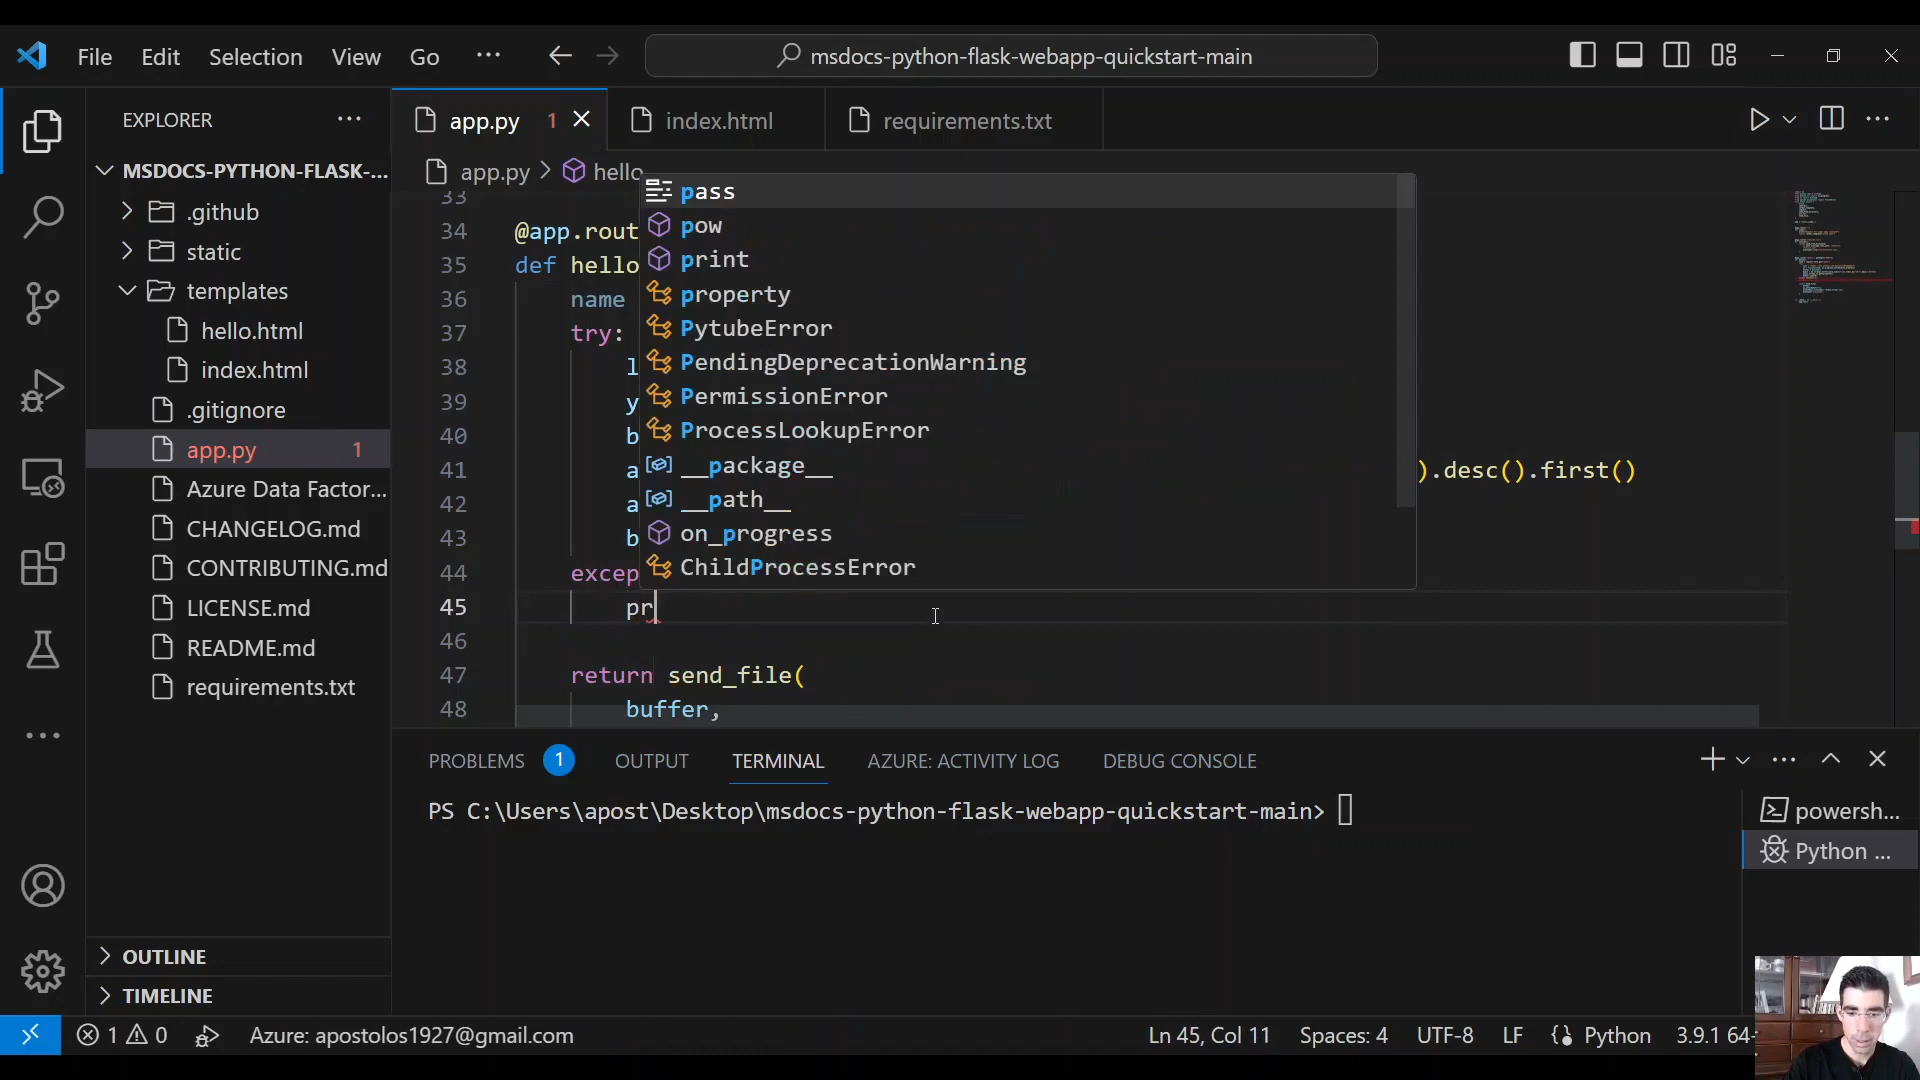 File Edit Selection View Go ··· msdocs-python-flask-webapp-quickstart-main
EXPLORER
MSDOCS-PYTHON-FLASK-...
.github
static
templates
hello.html
index.html
.gitignore
app.py 1
Azure Data Factor...
CHANGELOG.md
CONTRIBUTING.md
LICENSE.md
README.md
requirements.txt
OUTLINE
TIMELINE
app.py 1 index.html requirements.txt
app.py > hello
33
34 @app.rout
35 def hello
36 name
37 try:
38 l
39 y
40 b
41 a ).desc().first()
42 a
43 b
44 excep
45 pr
46
47 return send_file(
48 buffer,
pass
pow
print
property
PytubeError
PendingDeprecationWarning
PermissionError
ProcessLookupError
__package__
__path__
on_progress
ChildProcessError
PROBLEMS 1 OUTPUT TERMINAL AZURE: ACTIVITY LOG DEBUG CONSOLE
PS C:\Users\apost\Desktop\msdocs-python-flask-webapp-quickstart-main>
powersh...
Python ...
1 0 Azure: apostolos1927@gmail.com Ln 45, Col 11 Spaces: 4 UTF-8 LF Python 3.9.1 64-